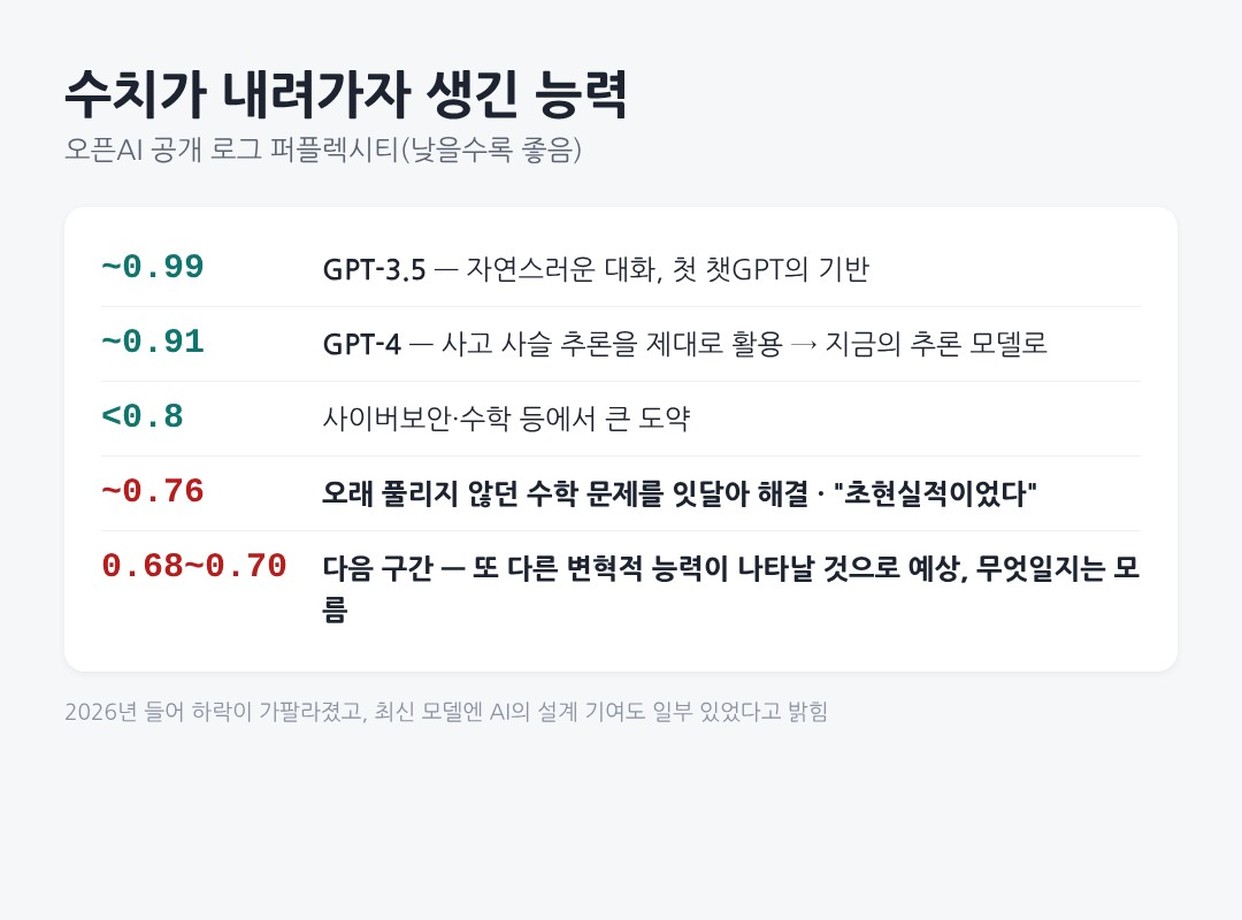 수치가 내려가자 생긴 능력
오픈AI 공개 로그 퍼플렉시티(낮을수록 좋음)
~0.99 GPT-3.5 — 자연스러운 대화, 첫 챗GPT의 기반
~0.91 GPT-4 — 사고 사슬 추론을 제대로 활용 → 지금의 추론 모델로
<0.8 사이버보안·수학 등에서 큰 도약
~0.76 오래 풀리지 않던 수학 문제를 잇달아 해결 · "초현실적이었다"
0.68~0.70 다음 구간 — 또 다른 변혁적 능력이 나타날 것으로 예상, 무엇일지는 모
름
2026년 들어 하락이 가팔라졌고, 최신 모델엔 AI의 설계 기여도 일부 있었다고 밝힘